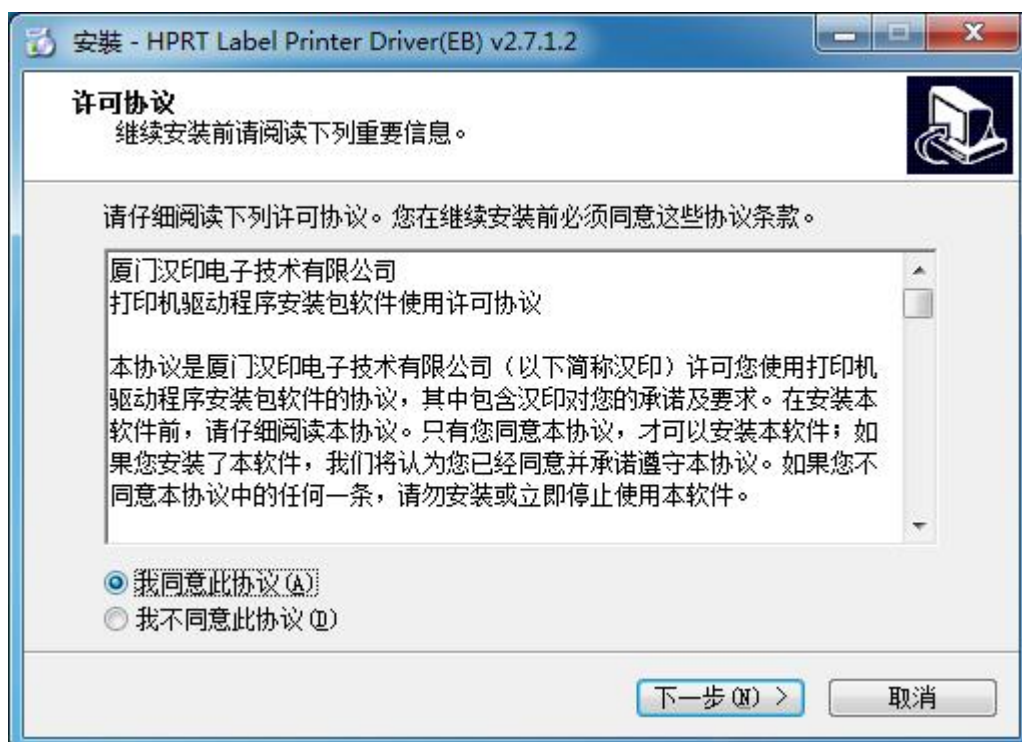 安裝 - HPRT Label Printer Driver(EB) v2.7.1.2
许可协议
继续安装前请阅读下列重要信息。
请仔细阅读下列许可协议。您在继续安装前必须同意这些协议条款。
厦门汉印电子技术有限公司
打印机驱动程序安装包软件使用许可协议
本协议是厦门汉印电子技术有限公司（以下简称汉印）许可您使用打印机
驱动程序安装包软件的协议，其中包含汉印对您的承诺及要求。在安装本
软件前，请仔细阅读本协议。只有您同意本协议，才可以安装本软件；如
果您安装了本软件，我们将认为您已经同意并承诺遵守本协议。如果您不
同意本协议中的任何一条，请勿安装或立即停止使用本软件。
我同意此协议(A)
我不同意此协议(D)
下一步(N) >
取消